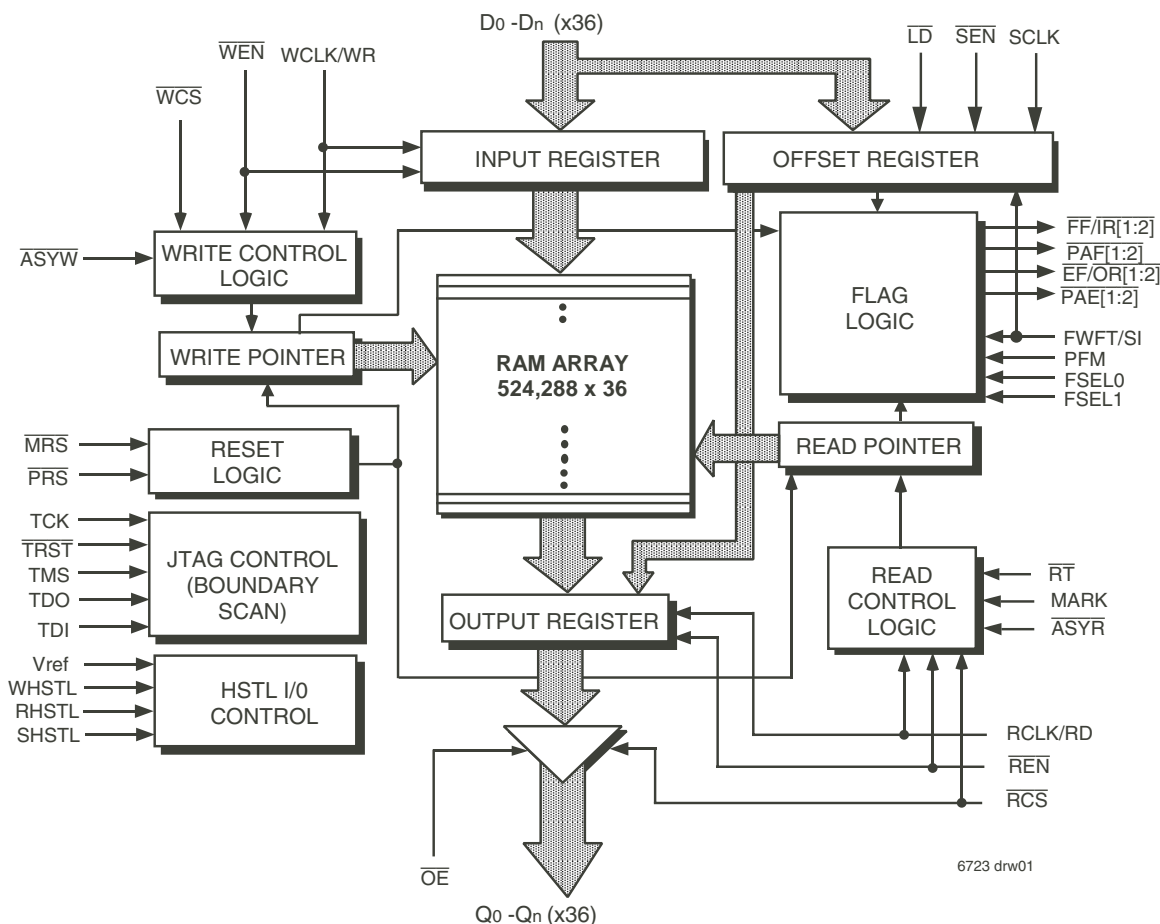 D0 -Dn (x36)
WEN
WCLK/WR
LD
SEN
SCLK
WCS
INPUT REGISTER
OFFSET REGISTER
ASYW
WRITE CONTROL
LOGIC
FF/IR[1:2]
PAF[1:2]
EF/OR[1:2]
PAE[1:2]
FLAG
LOGIC
WRITE POINTER
RAM ARRAY
524,288 x 36
FWFT/SI
PFM
FSEL0
FSEL1
MRS
PRS
RESET
LOGIC
READ POINTER
TCK
TRST
TMS
TDO
TDI
JTAG CONTROL
(BOUNDARY
SCAN)
READ
CONTROL
LOGIC
RT
MARK
ASYR
OUTPUT REGISTER
Vref
WHSTL
RHSTL
SHSTL
HSTL I/0
CONTROL
RCLK/RD
REN
RCS
OE
6723 drw01
Q0 -Qn (x36)